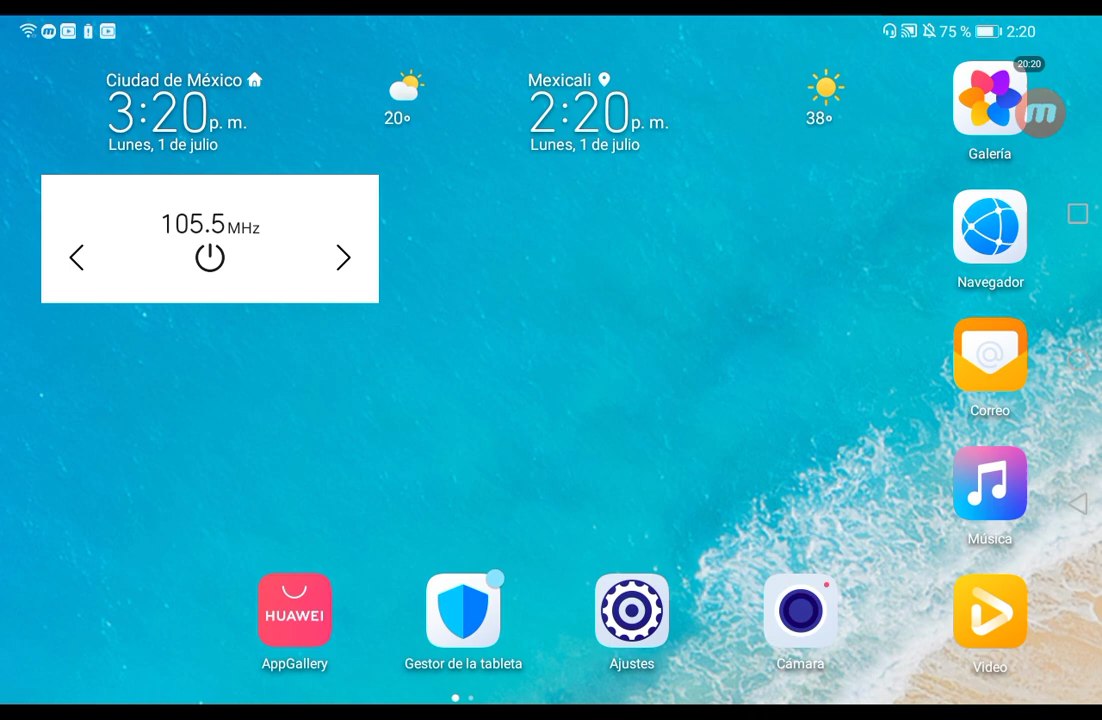 75 % 2:20
Ciudad de México
3:20 p. m.
Lunes, 1 de julio
20°
Mexicali
2:20 p. m.
Lunes, 1 de julio
38°
20:20
Galería
105.5 MHz
Navegador
@
Correo
Música
HUAWEI
AppGallery
Gestor de la tableta
Ajustes
Cámara
Video